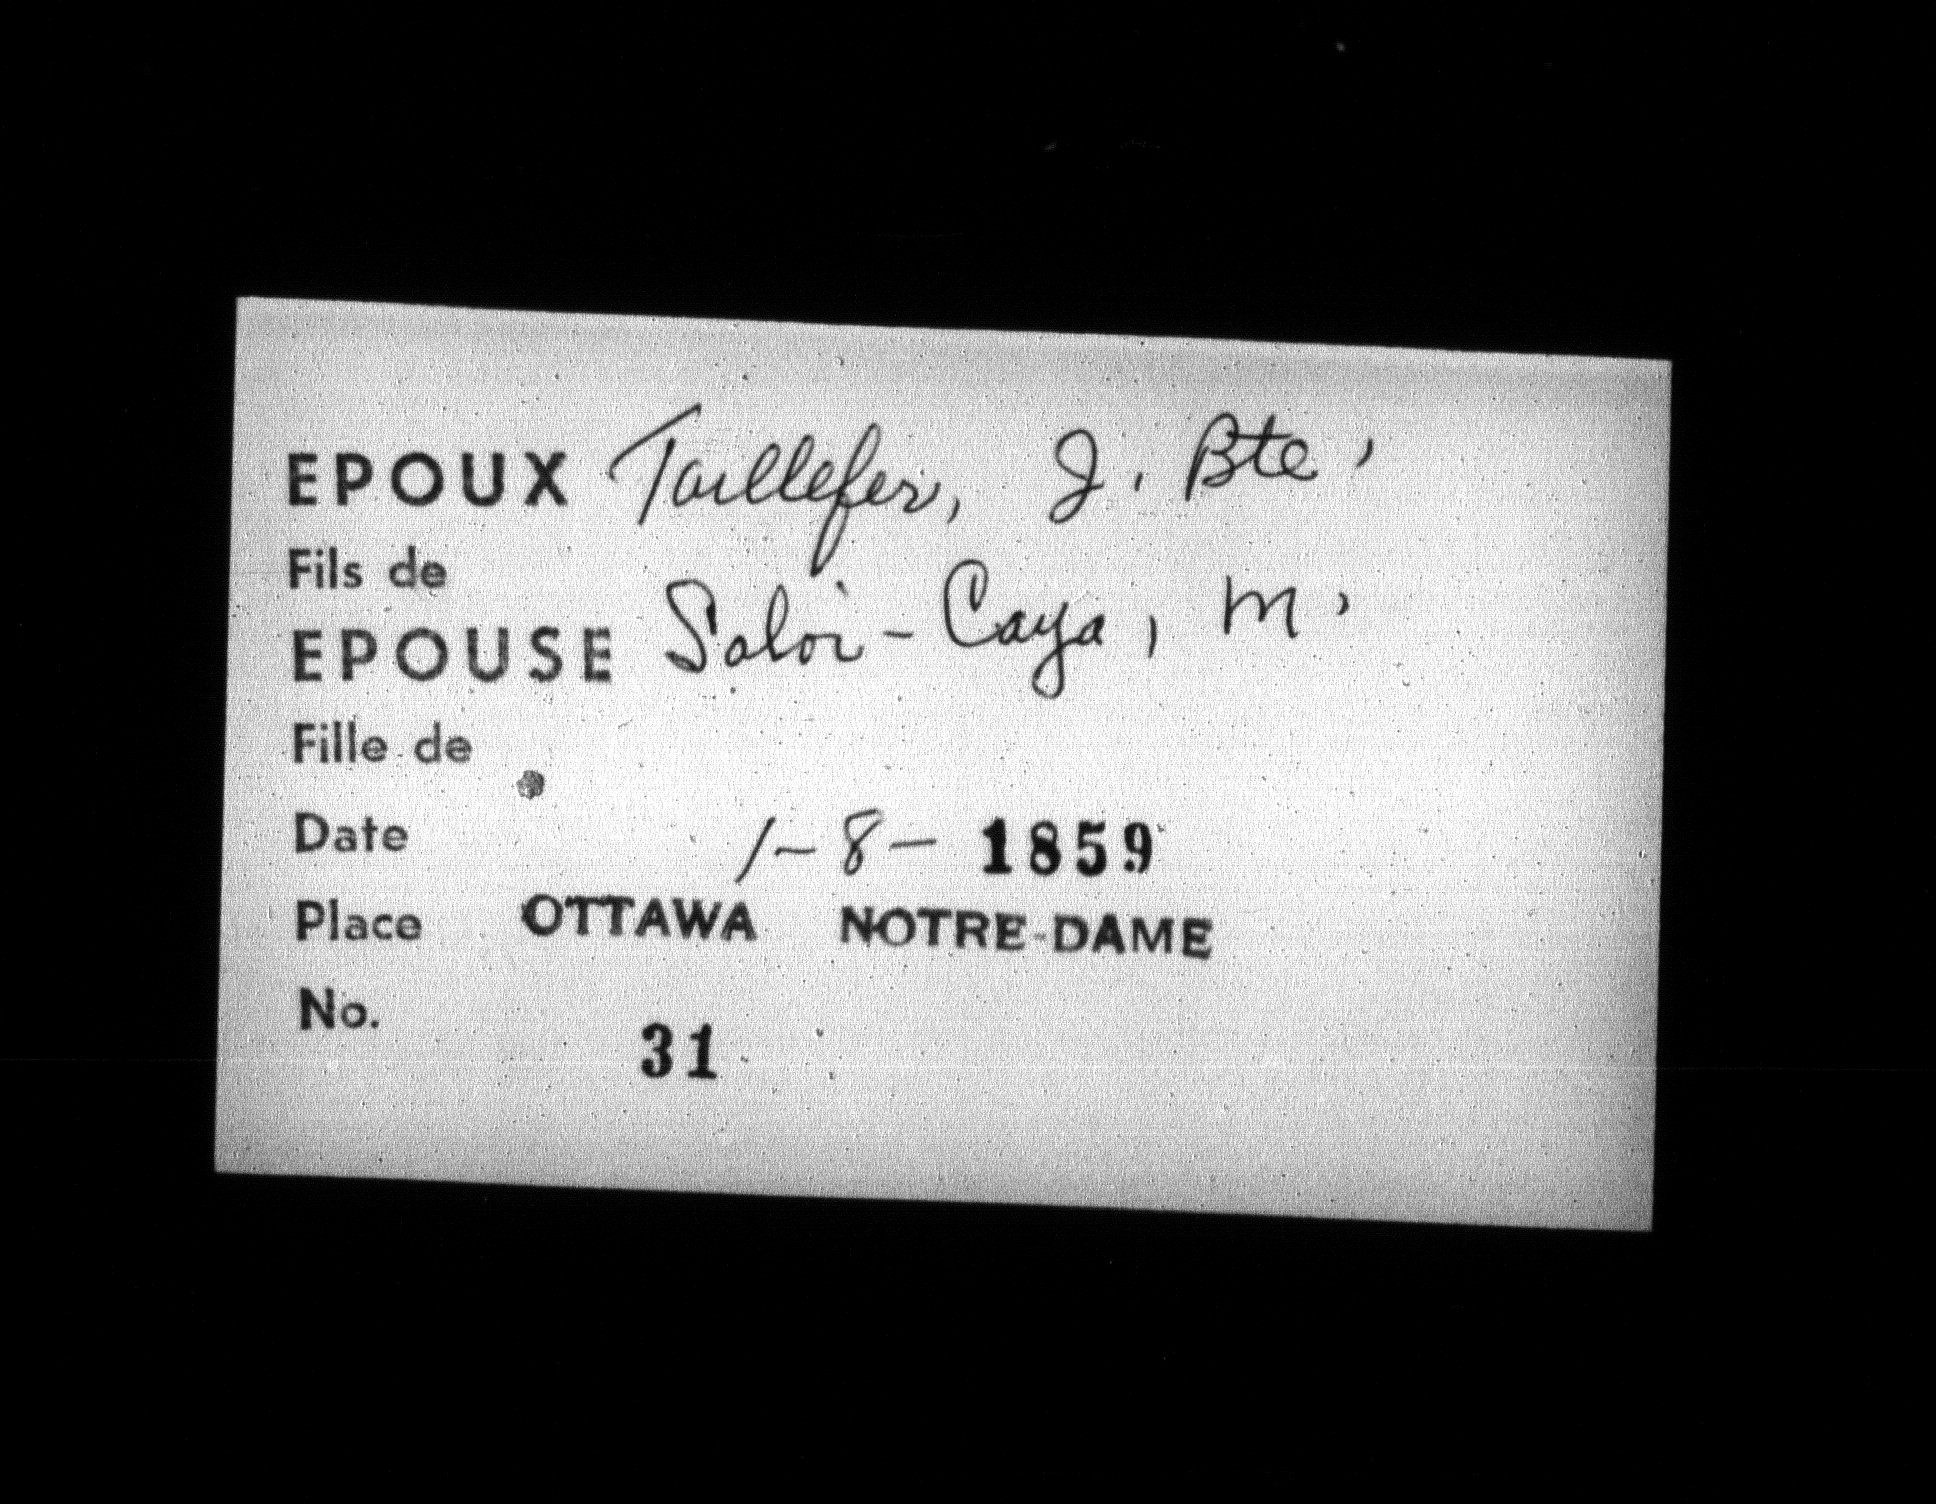 EPOUX Taillefer, J. Bte.
Fils de
EPOUSE Saloi-Caya, M.
Fille de
Date 1-8-1859
Place OTTAWA NOTRE-DAME
No. 31